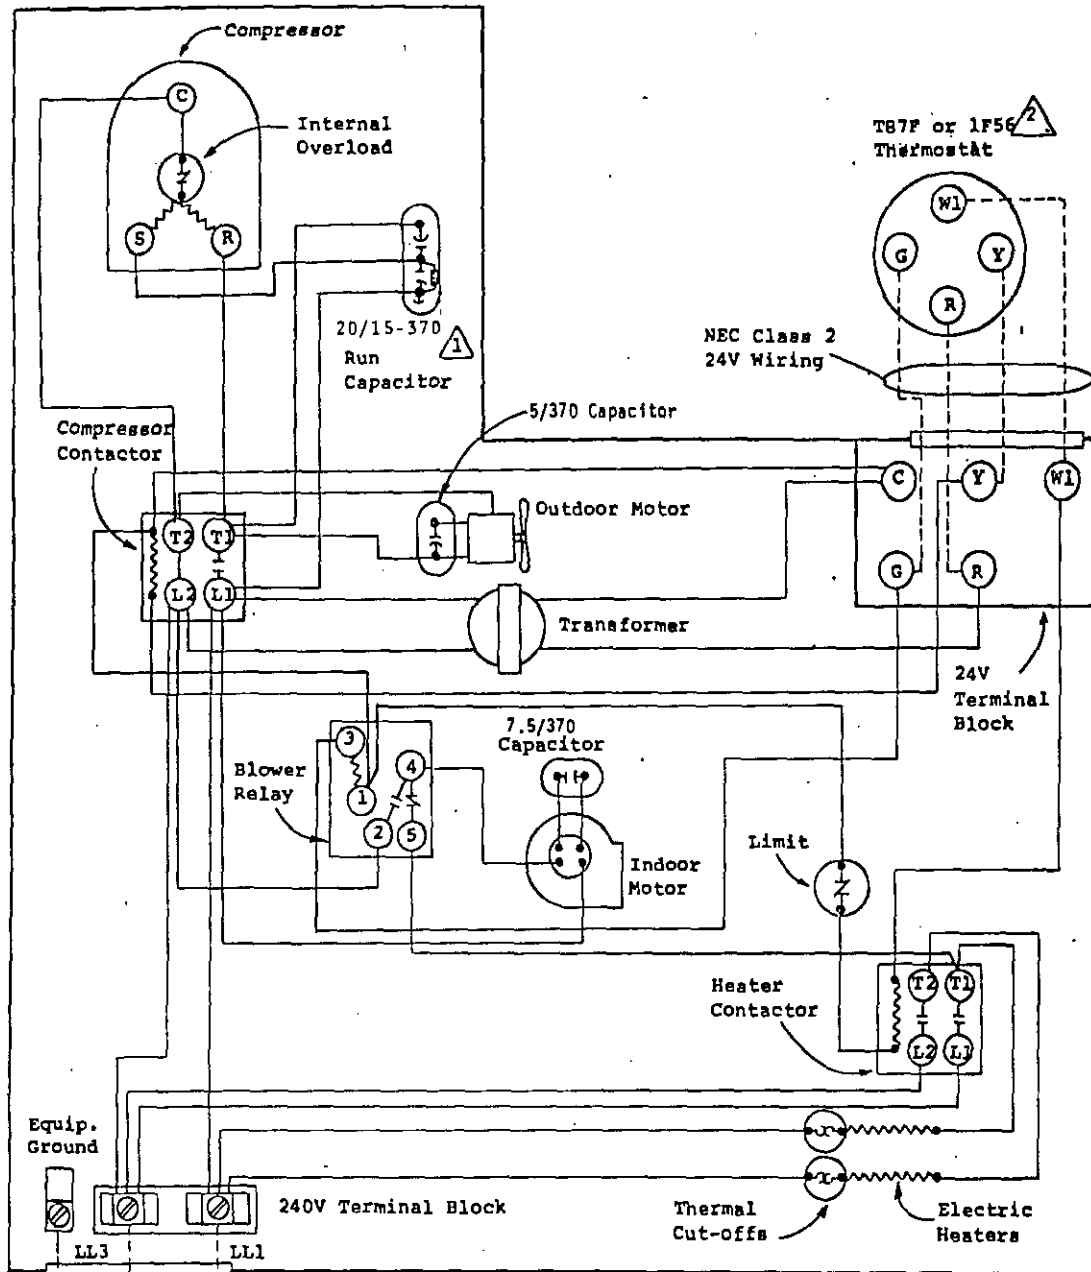 Compressor
C
Internal
Overload
S
R
20/15-370
1
Run
Capacitor
T87F or 1F56
2
Thermostat
W1
G
Y
R
NEC Class 2
24V Wiring
Compressor
Contactor
5/370 Capacitor
Outdoor Motor
C
Y
W1
T2
T1
L2
L1
G
R
Transformer
24V
Terminal
Block
7.5/370
Capacitor
Blower
Relay
3
4
1
2
5
Indoor
Motor
Limit
Heater
Contactor
T2
T1
L2
L1
Equip.
Ground
240V Terminal Block
Thermal
Cut-offs
Electric
Heaters
LL3
LL1